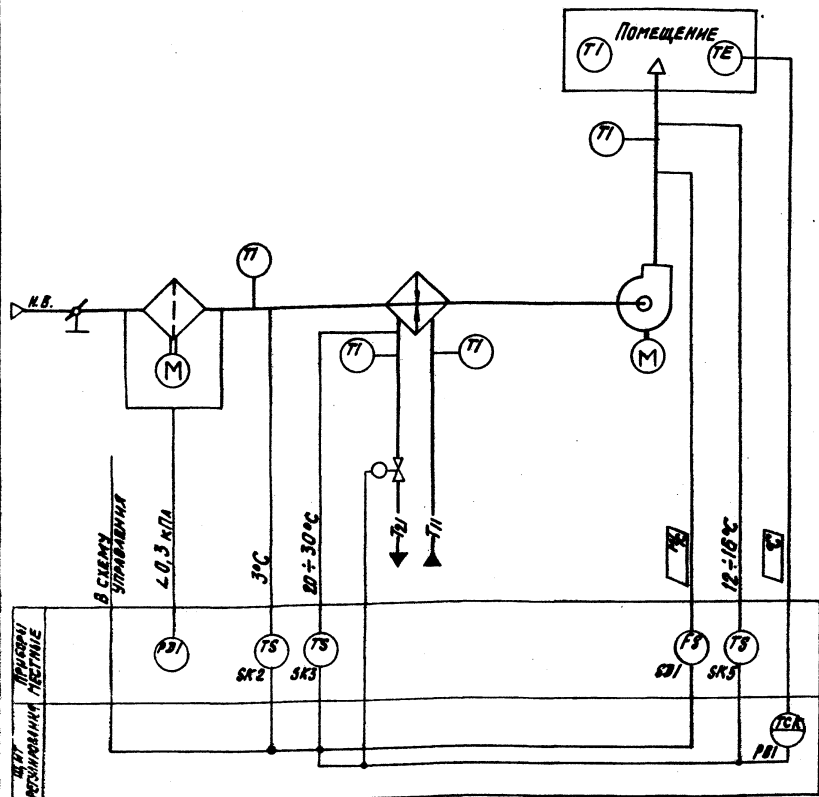 ПОМЕЩЕНИЕ
TI
TE
TI
Н.В.
TI
M
TI
TI
M
В СХЕМУ
УПРАВЛЕНИЯ
<0,3 кПа
3°C
20÷30°C
T21
T11
12÷16°C
°C
ПРИБОРЫ
МЕСТНЫЕ
PDI
TS
SK2
TS
SK3
FS
TS
SK5
ЩИТ
РЕГУЛИРОВАНИЯ
TCK